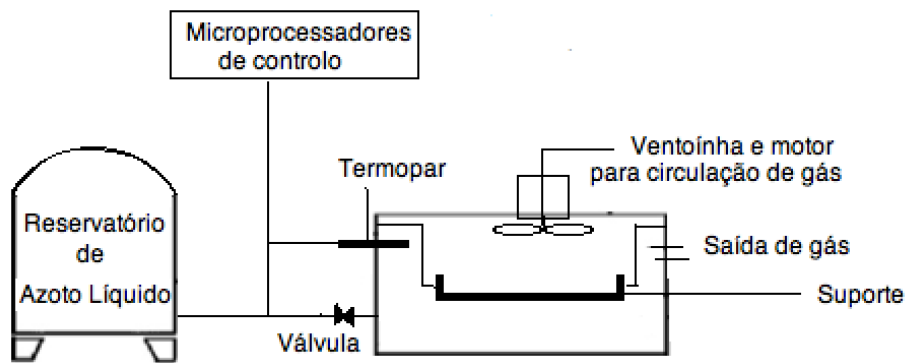 Microprocessadores
de controlo
Termopar
Ventoínha e motor
para circulação de gás
Reservatório
de
Azoto Líquido
Saída de gás
Suporte
Válvula